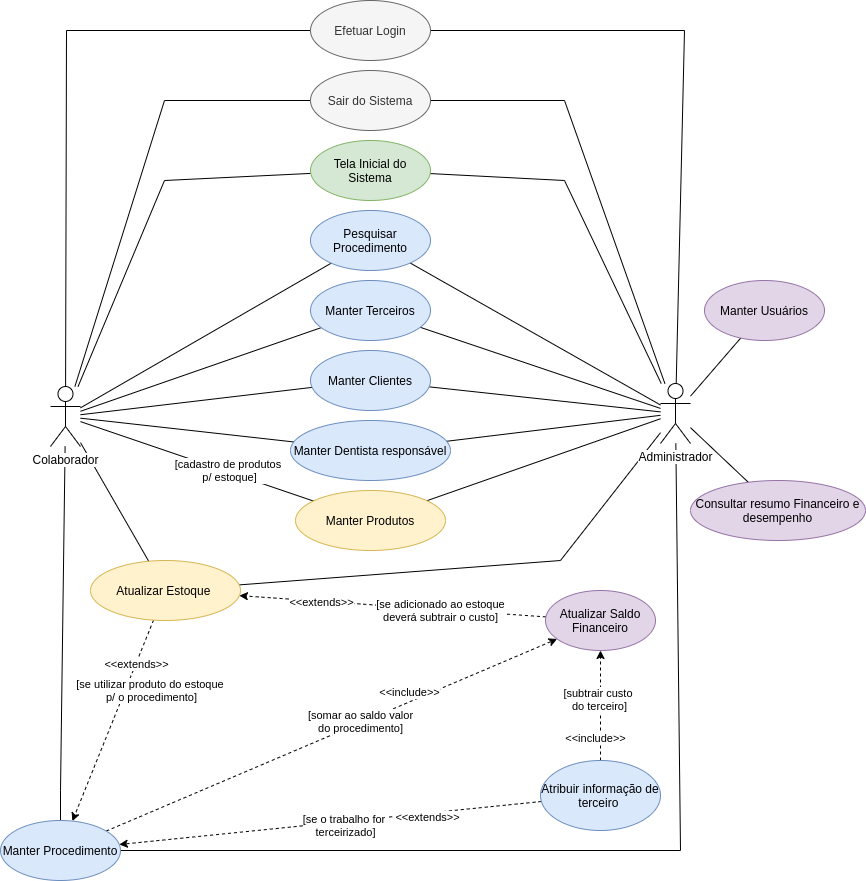 Efetuar Login
Sair do Sistema
Tela Inicial do
Sistema
Pesquisar
Procedimento
Manter Terceiros
Manter Usuários
Manter Clientes
Colaborador
Manter Dentista responsável
Administrador
[cadastro de produtos
p/ estoque]
Manter Produtos
Consultar resumo Financeiro e
desempenho
Atualizar Estoque
<<extends>>
[se adicionado ao estoque
deverá subtrair o custo]
Atualizar Saldo
Financeiro
<<extends>>
[se utilizar produto do estoque
p/ o procedimento]
<<include>>
[somar ao saldo valor
do procedimento]
[subtrair custo
do terceiro]
<<include>>
Atribuir informação de
terceiro
[se o trabalho for
terceirizado]
<<extends>>
Manter Procedimento